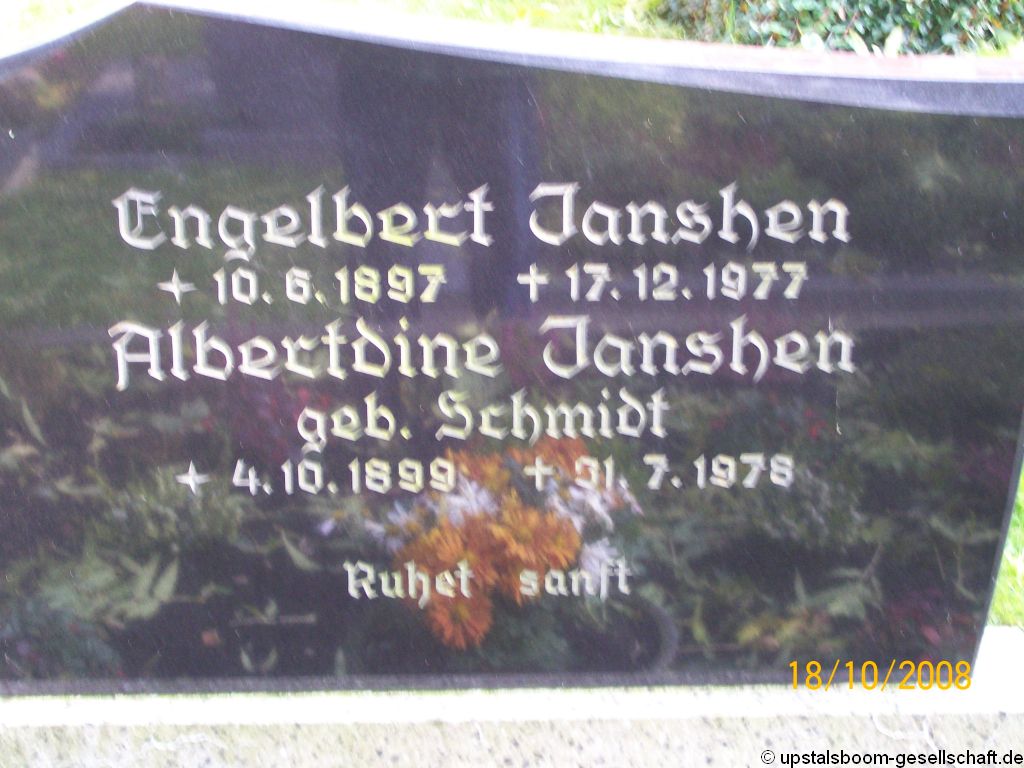 Engelbert Janshen
+ 10. 6. 1897 † 17. 12. 1977
Albertdine Janshen
geb. Schmidt
+ 4. 10. 1899 † 31. 7. 1978
Ruhet sanft
18/10/2008
© upstalsboom-gesellschaft.de